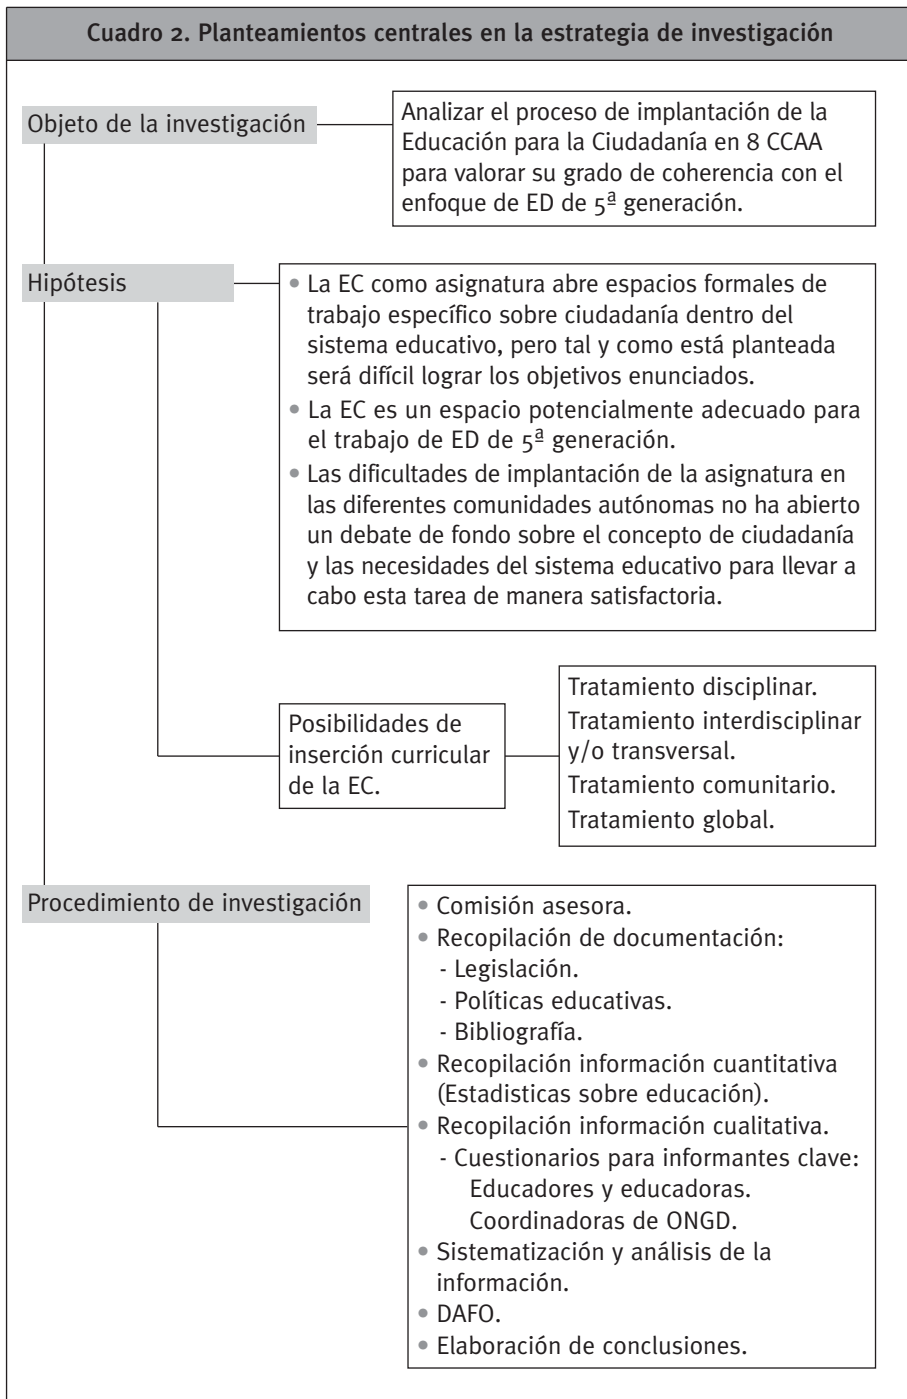 Cuadro 2. Planteamientos centrales en la estrategia de investigación
Objeto de la investigación
Analizar el proceso de implantación de la
Educación para la Ciudadanía en 8 CCAA
para valorar su grado de coherencia con el
enfoque de ED de 5ª generación.
Hipótesis
• La EC como asignatura abre espacios formales de
trabajo específico sobre ciudadanía dentro del
sistema educativo, pero tal y como está planteada
será difícil lograr los objetivos enunciados.
• La EC es un espacio potencialmente adecuado para
el trabajo de ED de 5ª generación.
• Las dificultades de implantación de la asignatura en
las diferentes comunidades autónomas no ha abierto
un debate de fondo sobre el concepto de ciudadanía
y las necesidades del sistema educativo para llevar a
cabo esta tarea de manera satisfactoria.
Posibilidades de
inserción curricular
de la EC.
Tratamiento disciplinar.
Tratamiento interdisciplinar
y/o transversal.
Tratamiento comunitario.
Tratamiento global.
Procedimiento de investigación
• Comisión asesora.
• Recopilación de documentación:
- Legislación.
- Políticas educativas.
- Bibliografía.
• Recopilación información cuantitativa
(Estadisticas sobre educación).
• Recopilación información cualitativa.
- Cuestionarios para informantes clave:
Educadores y educadoras.
Coordinadoras de ONGD.
• Sistematización y análisis de la
información.
• DAFO.
• Elaboración de conclusiones.